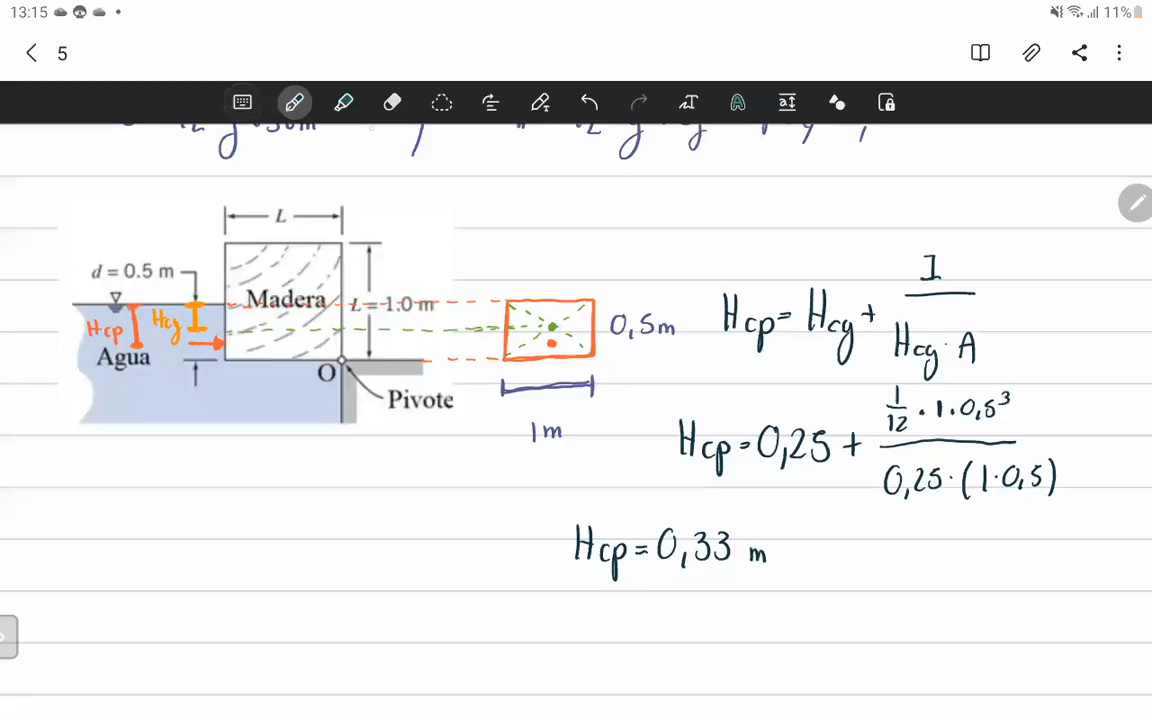 13:15
11%
5
L
d = 0.5 m
Madera
L = 1.0 m
Hcp
Hcg
Agua
O
Pivote
0,5m
1m
Hcp = Hcg + I / Hcg · A
Hcp = 0,25 + 1/12 · 1 · 0,5³ / 0,25 · (1 · 0,5)
Hcp = 0,33 m